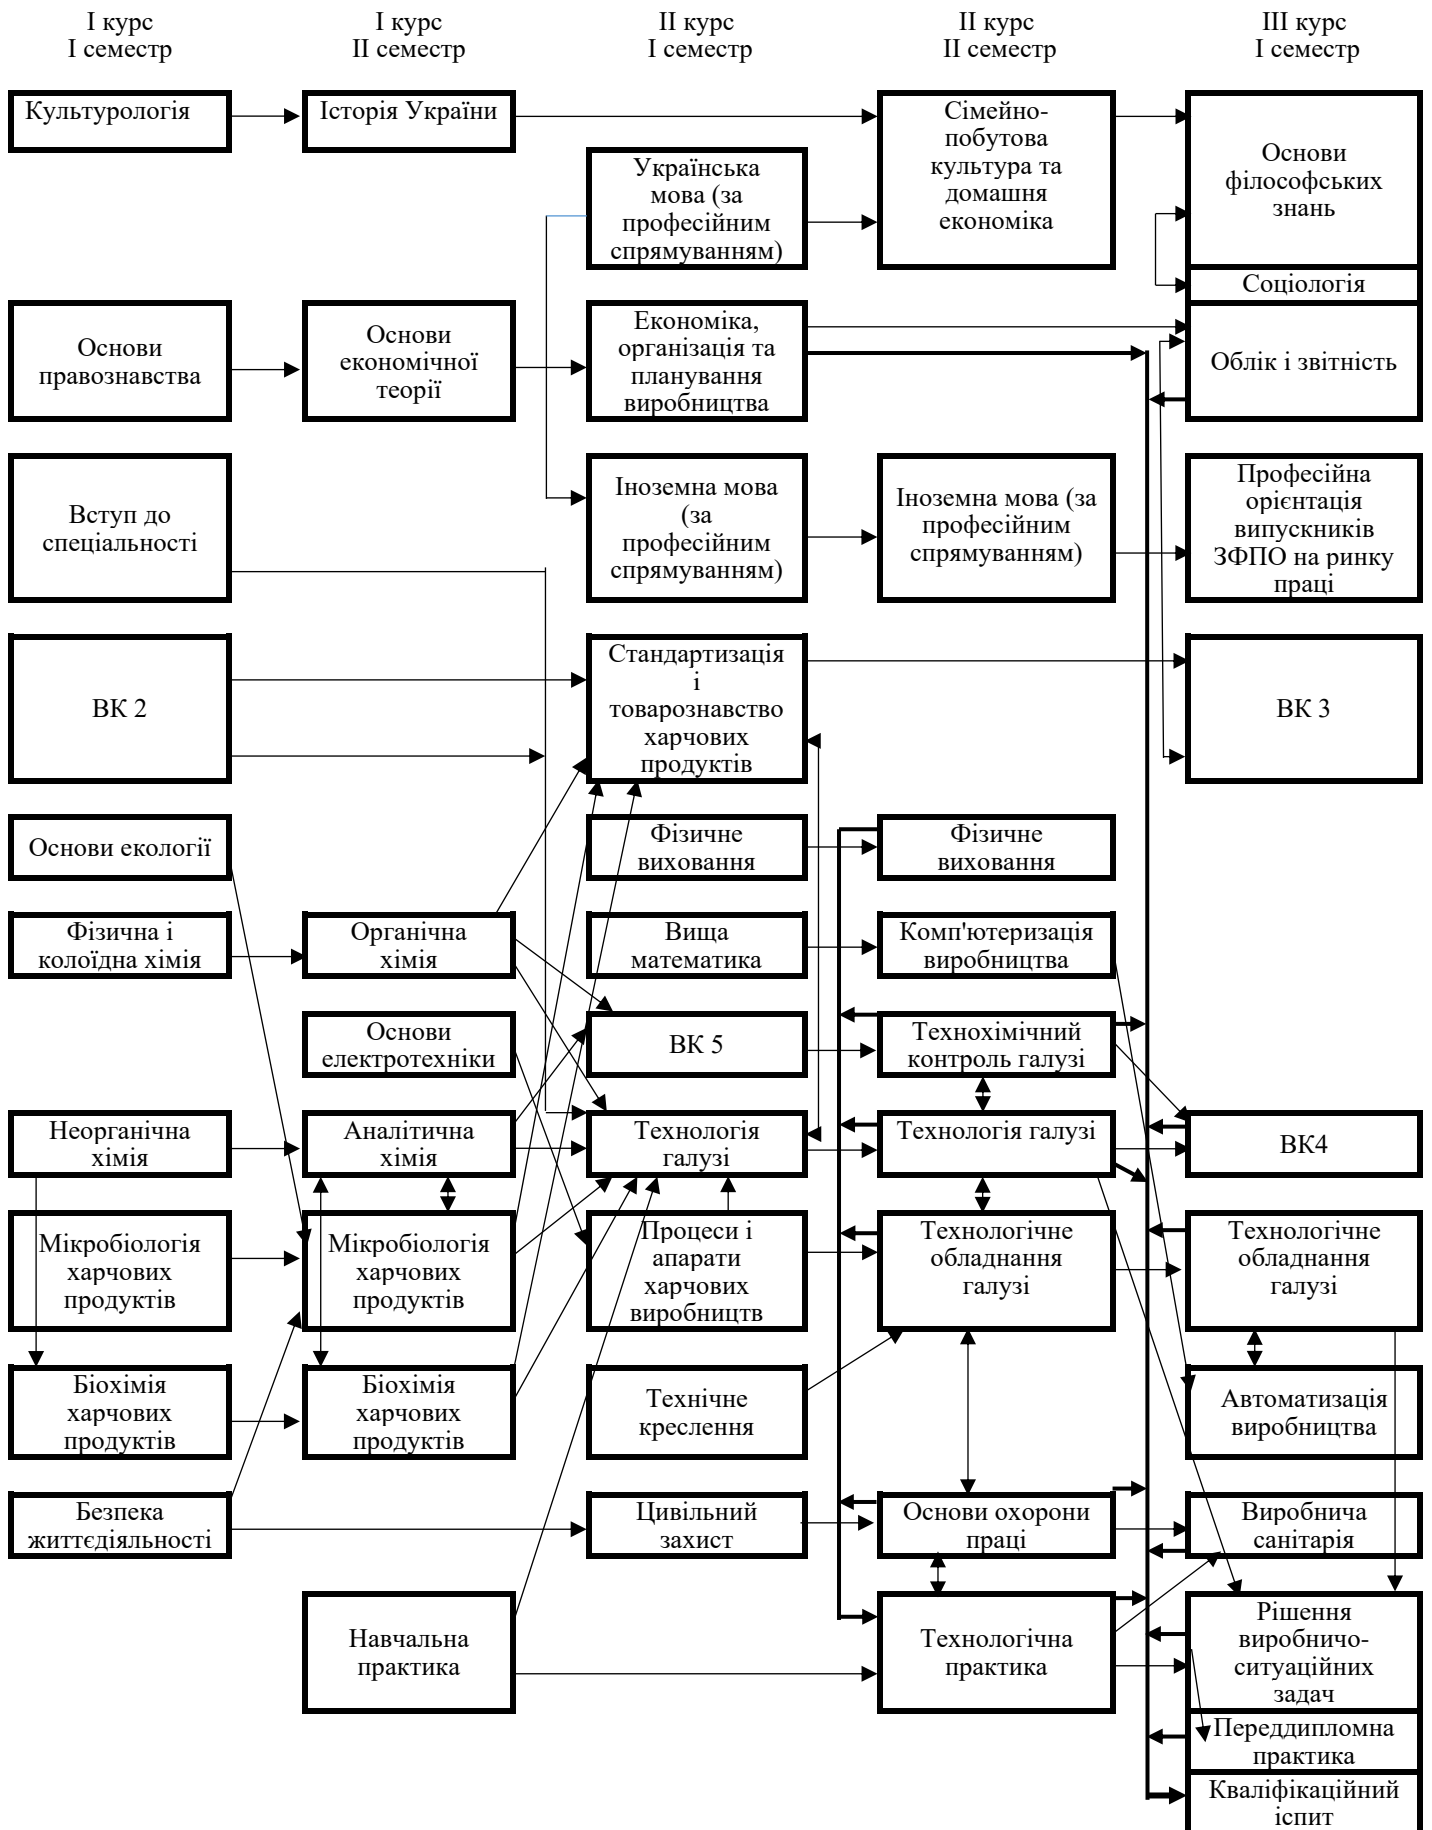 І курс
І семестр
І курс
ІІ семестр
ІІ курс
І семестр
ІІ курс
ІІ семестр
ІІІ курс
І семестр
Культурологія
Історія України
Сімейно-
побутова
культура та
домашня
економіка
Основи
філософських
знань
Українська
мова (за
професійним
спрямуванням)
Соціологія
Основи
правознавства
Основи
економічної
теорії
Економіка,
організація та
планування
виробництва
Облік і звітність
Вступ до
спеціальності
Іноземна мова
(за
професійним
спрямуванням)
Іноземна мова (за
професійним
спрямуванням)
Професійна
орієнтація
випускників
ЗФПО на ринку
праці
ВК 2
Стандартизація
і
товарознавство
харчових
продуктів
ВК 3
Основи екології
Фізичне
виховання
Фізичне
виховання
Фізична і
колоїдна хімія
Органічна
хімія
Вища
математика
Комп'ютеризація
виробництва
Основи
електротехніки
ВК 5
Технохімічний
контроль галузі
Неорганічна
хімія
Аналітична
хімія
Технологія
галузі
Технологія галузі
ВК4
Мікробіологія
харчових
продуктів
Мікробіологія
харчових
продуктів
Процеси і
апарати
харчових
виробництв
Технологічне
обладнання
галузі
Технологічне
обладнання
галузі
Біохімія
харчових
продуктів
Біохімія
харчових
продуктів
Технічне
креслення
Автоматизація
виробництва
Безпека
життєдіяльності
Цивільний
захист
Основи охорони
праці
Виробнича
санітарія
Навчальна
практика
Технологічна
практика
Рішення
виробничо-
ситуаційних
задач
Переддипломна
практика
Кваліфікаційний
іспит